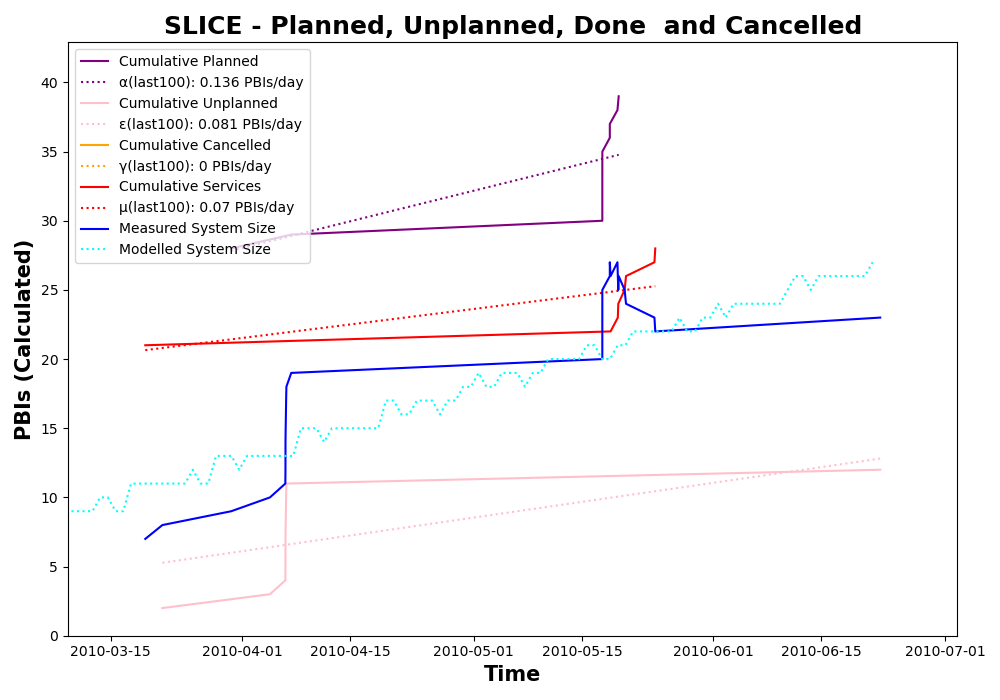 SLICE - Planned, Unplanned, Done  and Cancelled
Cumulative Planned
α(last100): 0.136 PBIs/day
Cumulative Unplanned
ε(last100): 0.081 PBIs/day
Cumulative Cancelled
γ(last100): 0 PBIs/day
Cumulative Services
μ(last100): 0.07 PBIs/day
Measured System Size
Modelled System Size
PBIs (Calculated)
40
35
30
25
20
15
10
5
0
2010-03-15 2010-04-01 2010-04-15 2010-05-01 2010-05-15 2010-06-01 2010-06-15 2010-07-01
Time